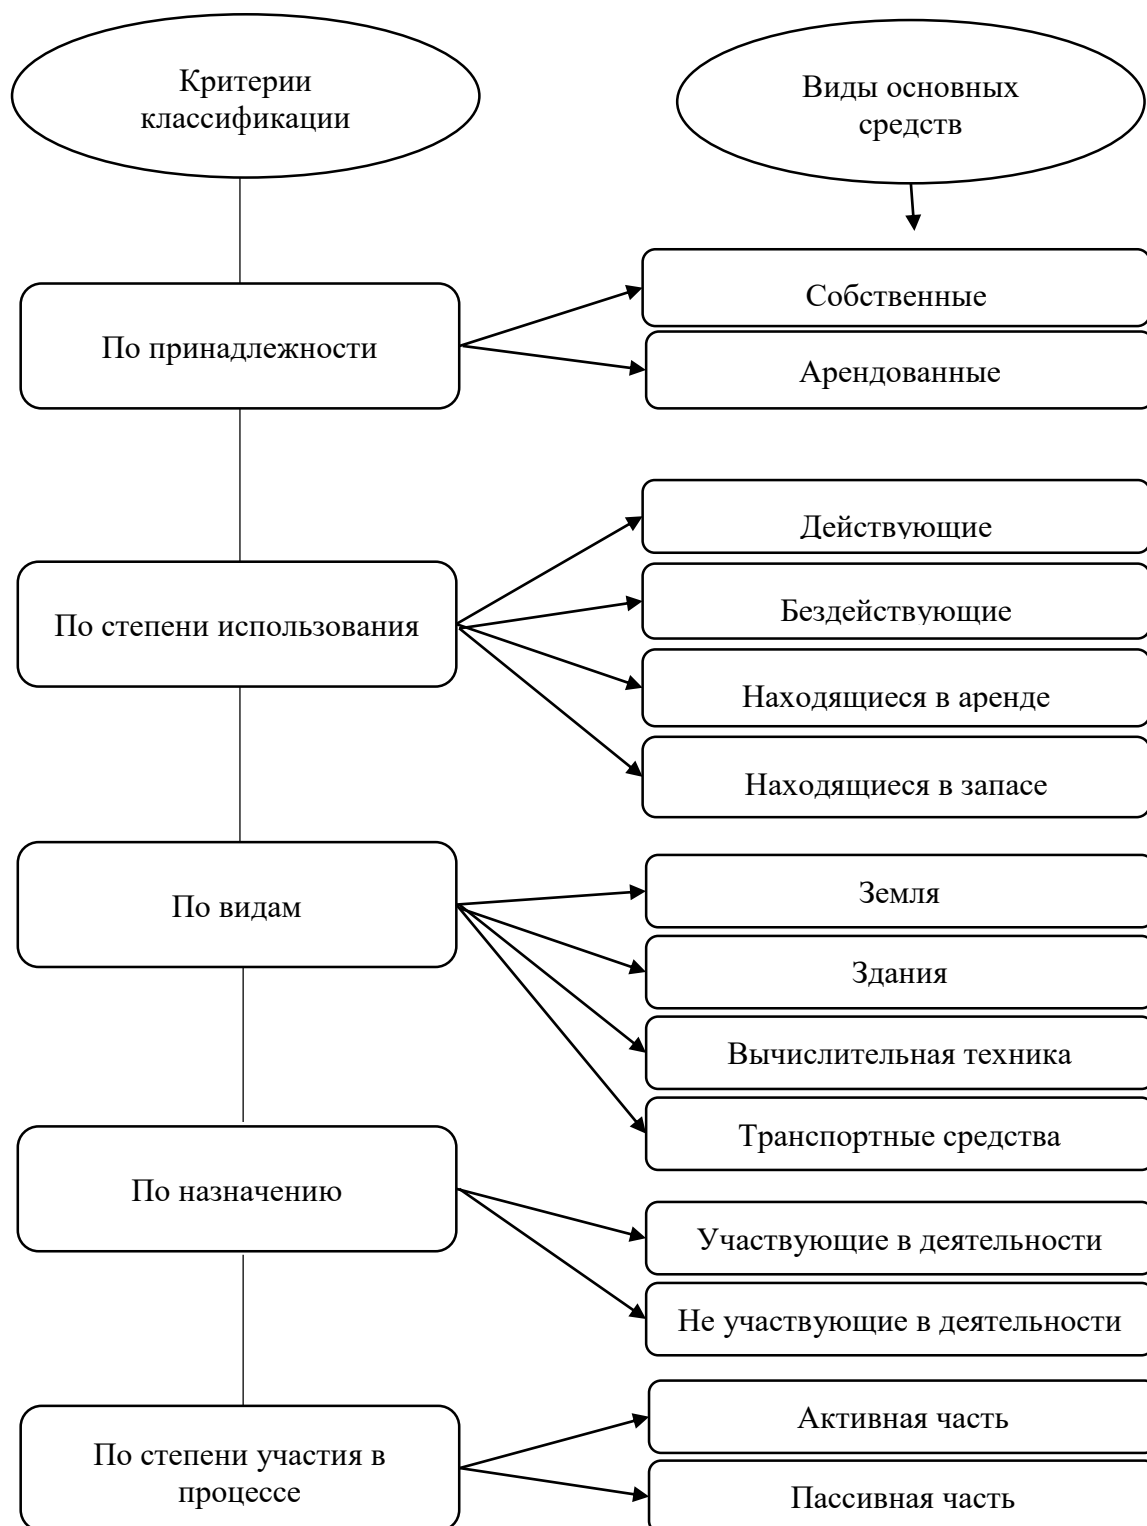 Критерии
классификации
Виды основных
средств
По принадлежности
Собственные
Арендованные
По степени использования
Действующие
Бездействующие
Находящиеся в аренде
Находящиеся в запасе
По видам
Земля
Здания
Вычислительная техника
Транспортные средства
По назначению
Участвующие в деятельности
Не участвующие в деятельности
По степени участия в
процессе
Активная часть
Пассивная часть